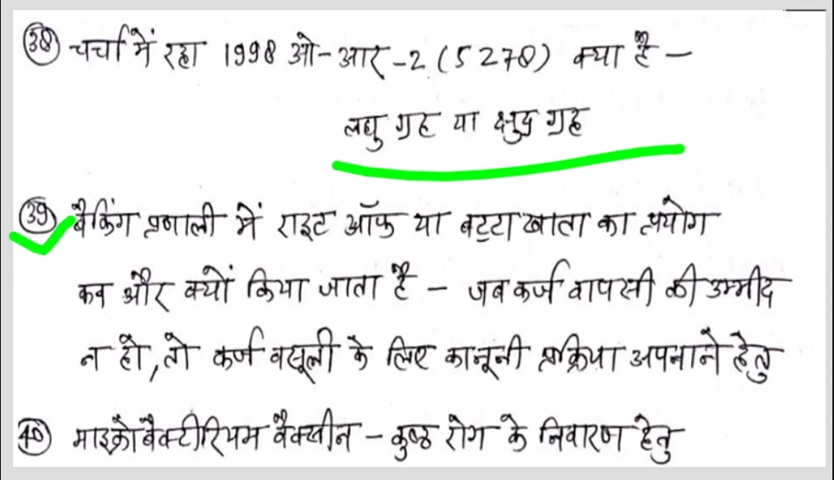 (38) चर्चा में रहा 1998 ओ-आर-2 (52768) क्या है –
लघु ग्रह या क्षुद्र ग्रह
(39) बैंकिंग प्रणाली में राइट ऑफ या बट्टा खाता का प्रयोग
कब और क्यों किया जाता है – जब कर्ज वापसी की उम्मीद
न हो, तो कर्ज वसूली के लिए कानूनी प्रक्रिया अपनाने हेतु
(40) माइक्रोबैक्टीरियम वैक्सीन – कुष्ठ रोग के निवारण हेतु